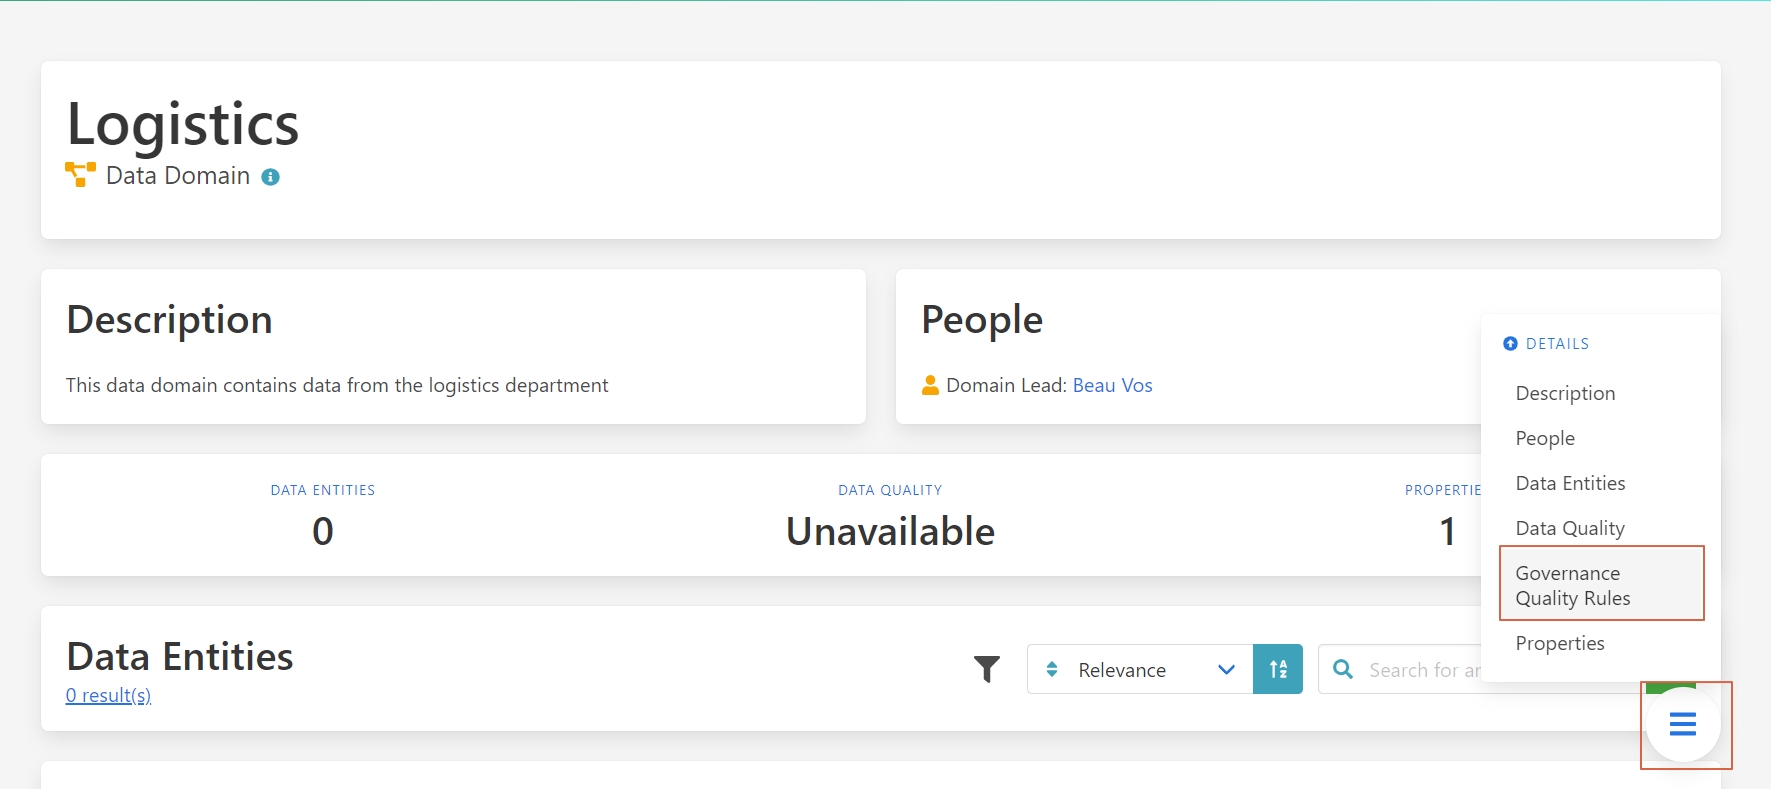 Logistics
Data Domain
Description
This data domain contains data from the logistics department
People
Domain Lead: Beau Vos
DATA ENTITIES
0
DATA QUALITY
Unavailable
PROPERTIE
1
Data Entities
0 result(s)
Relevance
Search for ar
DETAILS
Description
People
Data Entities
Data Quality
Governance
Quality Rules
Properties